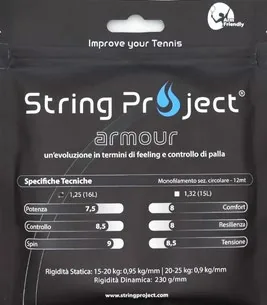 Arm
Friendly
Improve your Tennis
String Project®
armour
un'evoluzione in termini di feeling e controllo di palla
Specifiche Tecniche Monofilamento sez. circolare - 12mt
1,25 (16L) 1,32 (15L)
Potenza 7,5 8 Comfort
Controllo 8,5 8 Resilienza
Spin 9 8,5 Tensione
Rigidità Statica: 15-20 kg; 0,95 kg/mm | 20-25 kg; 0,9 kg/mm
Rigidità Dinamica: 230 g/mm
www.stringproject.com